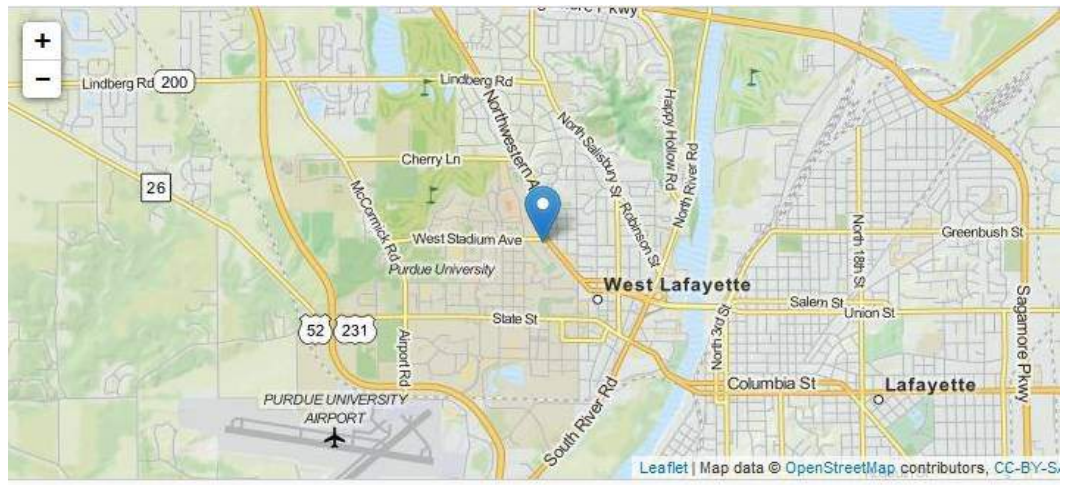 +
−
Lindberg Rd
200
Lindberg Rd
Northwestern A
North Salisbury St
Happy Hollow Rd
North River Rd
Cherry Ln
26
McCormick Rd
Robinson St
West Stadium Ave
Purdue University
North 18th St
Greenbush St
West Lafayette
Salem St
Union St
Sagamore Pkwy
52
231
State St
North 3rd St
Airport Rd
Columbia St
Lafayette
PURDUE UNIVERSITY
AIRPORT
South River Rd
Leaflet | Map data © OpenStreetMap contributors, CC-BY-SA